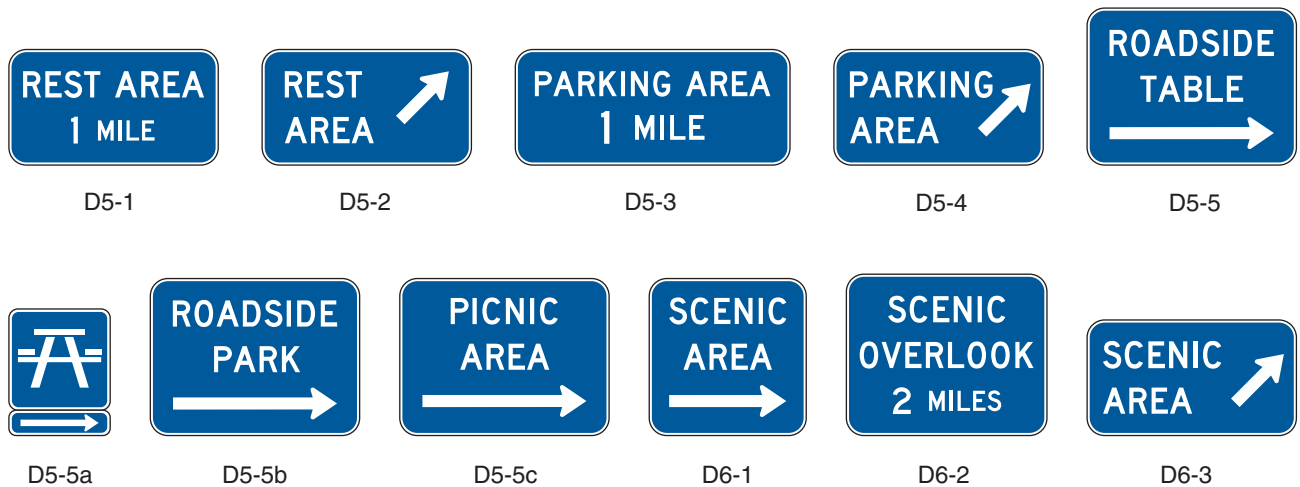 REST AREA
1 MILE
D5-1
REST
AREA
D5-2
PARKING AREA
1 MILE
D5-3
PARKING
AREA
D5-4
ROADSIDE
TABLE
D5-5
D5-5a
ROADSIDE
PARK
D5-5b
PICNIC
AREA
D5-5c
SCENIC
AREA
D6-1
SCENIC
OVERLOOK
2 MILES
D6-2
SCENIC
AREA
D6-3